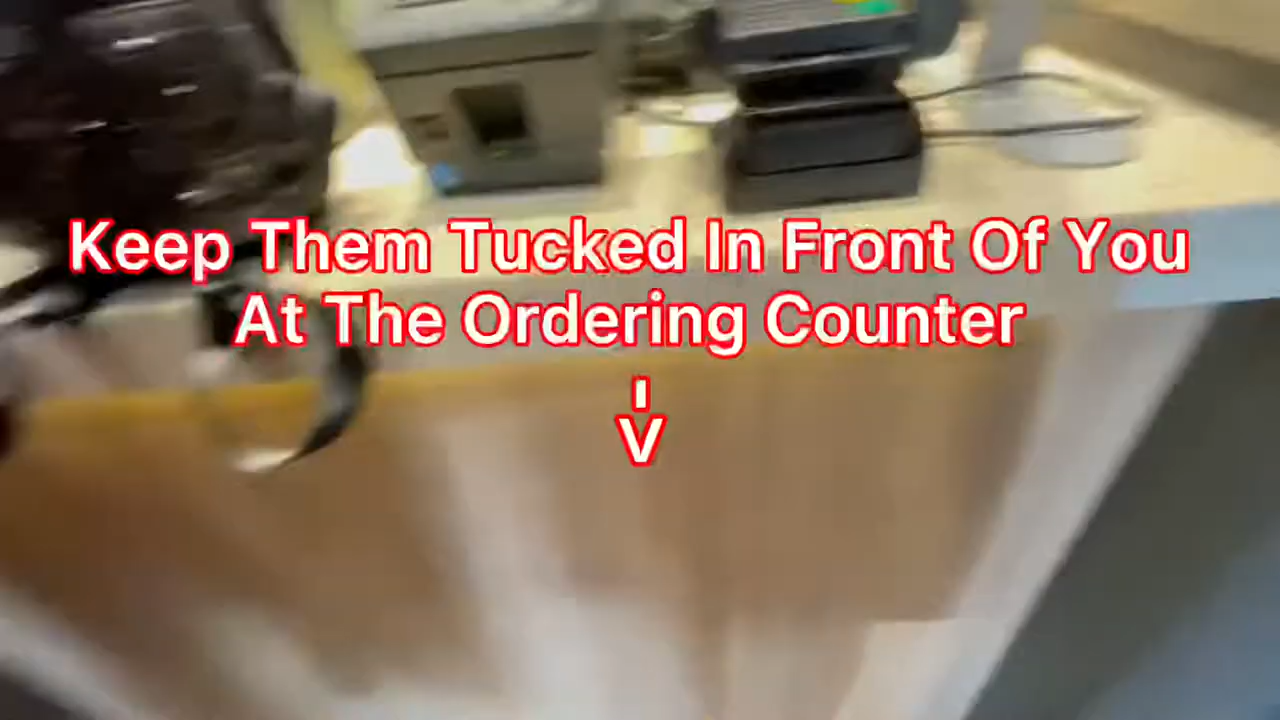 Keep Them Tucked In Front Of You
At The Ordering Counter
I
V